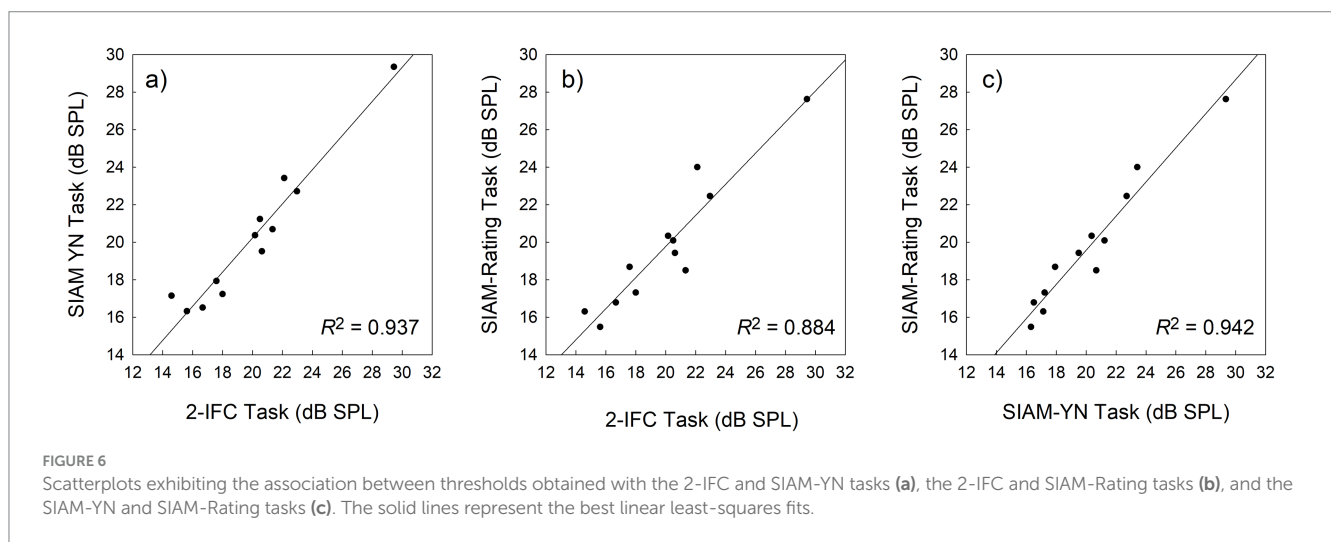 a)
30
28
26
24
22
20
18
16
14
SIAM YN Task (dB SPL)
R² = 0.937
12 14 16 18 20 22 24 26 28 30 32
2-IFC Task (dB SPL)
b)
30
28
26
24
22
20
18
16
14
SIAM-Rating Task (dB SPL)
R² = 0.884
12 14 16 18 20 22 24 26 28 30 32
2-IFC Task (dB SPL)
c)
30
28
26
24
22
20
18
16
14
SIAM-Rating Task (dB SPL)
R² = 0.942
12 14 16 18 20 22 24 26 28 30 32
SIAM-YN Task (dB SPL)
FIGURE 6
Scatterplots exhibiting the association between thresholds obtained with the 2-IFC and SIAM-YN tasks (a), the 2-IFC and SIAM-Rating tasks (b), and the
SIAM-YN and SIAM-Rating tasks (c). The solid lines represent the best linear least-squares fits.